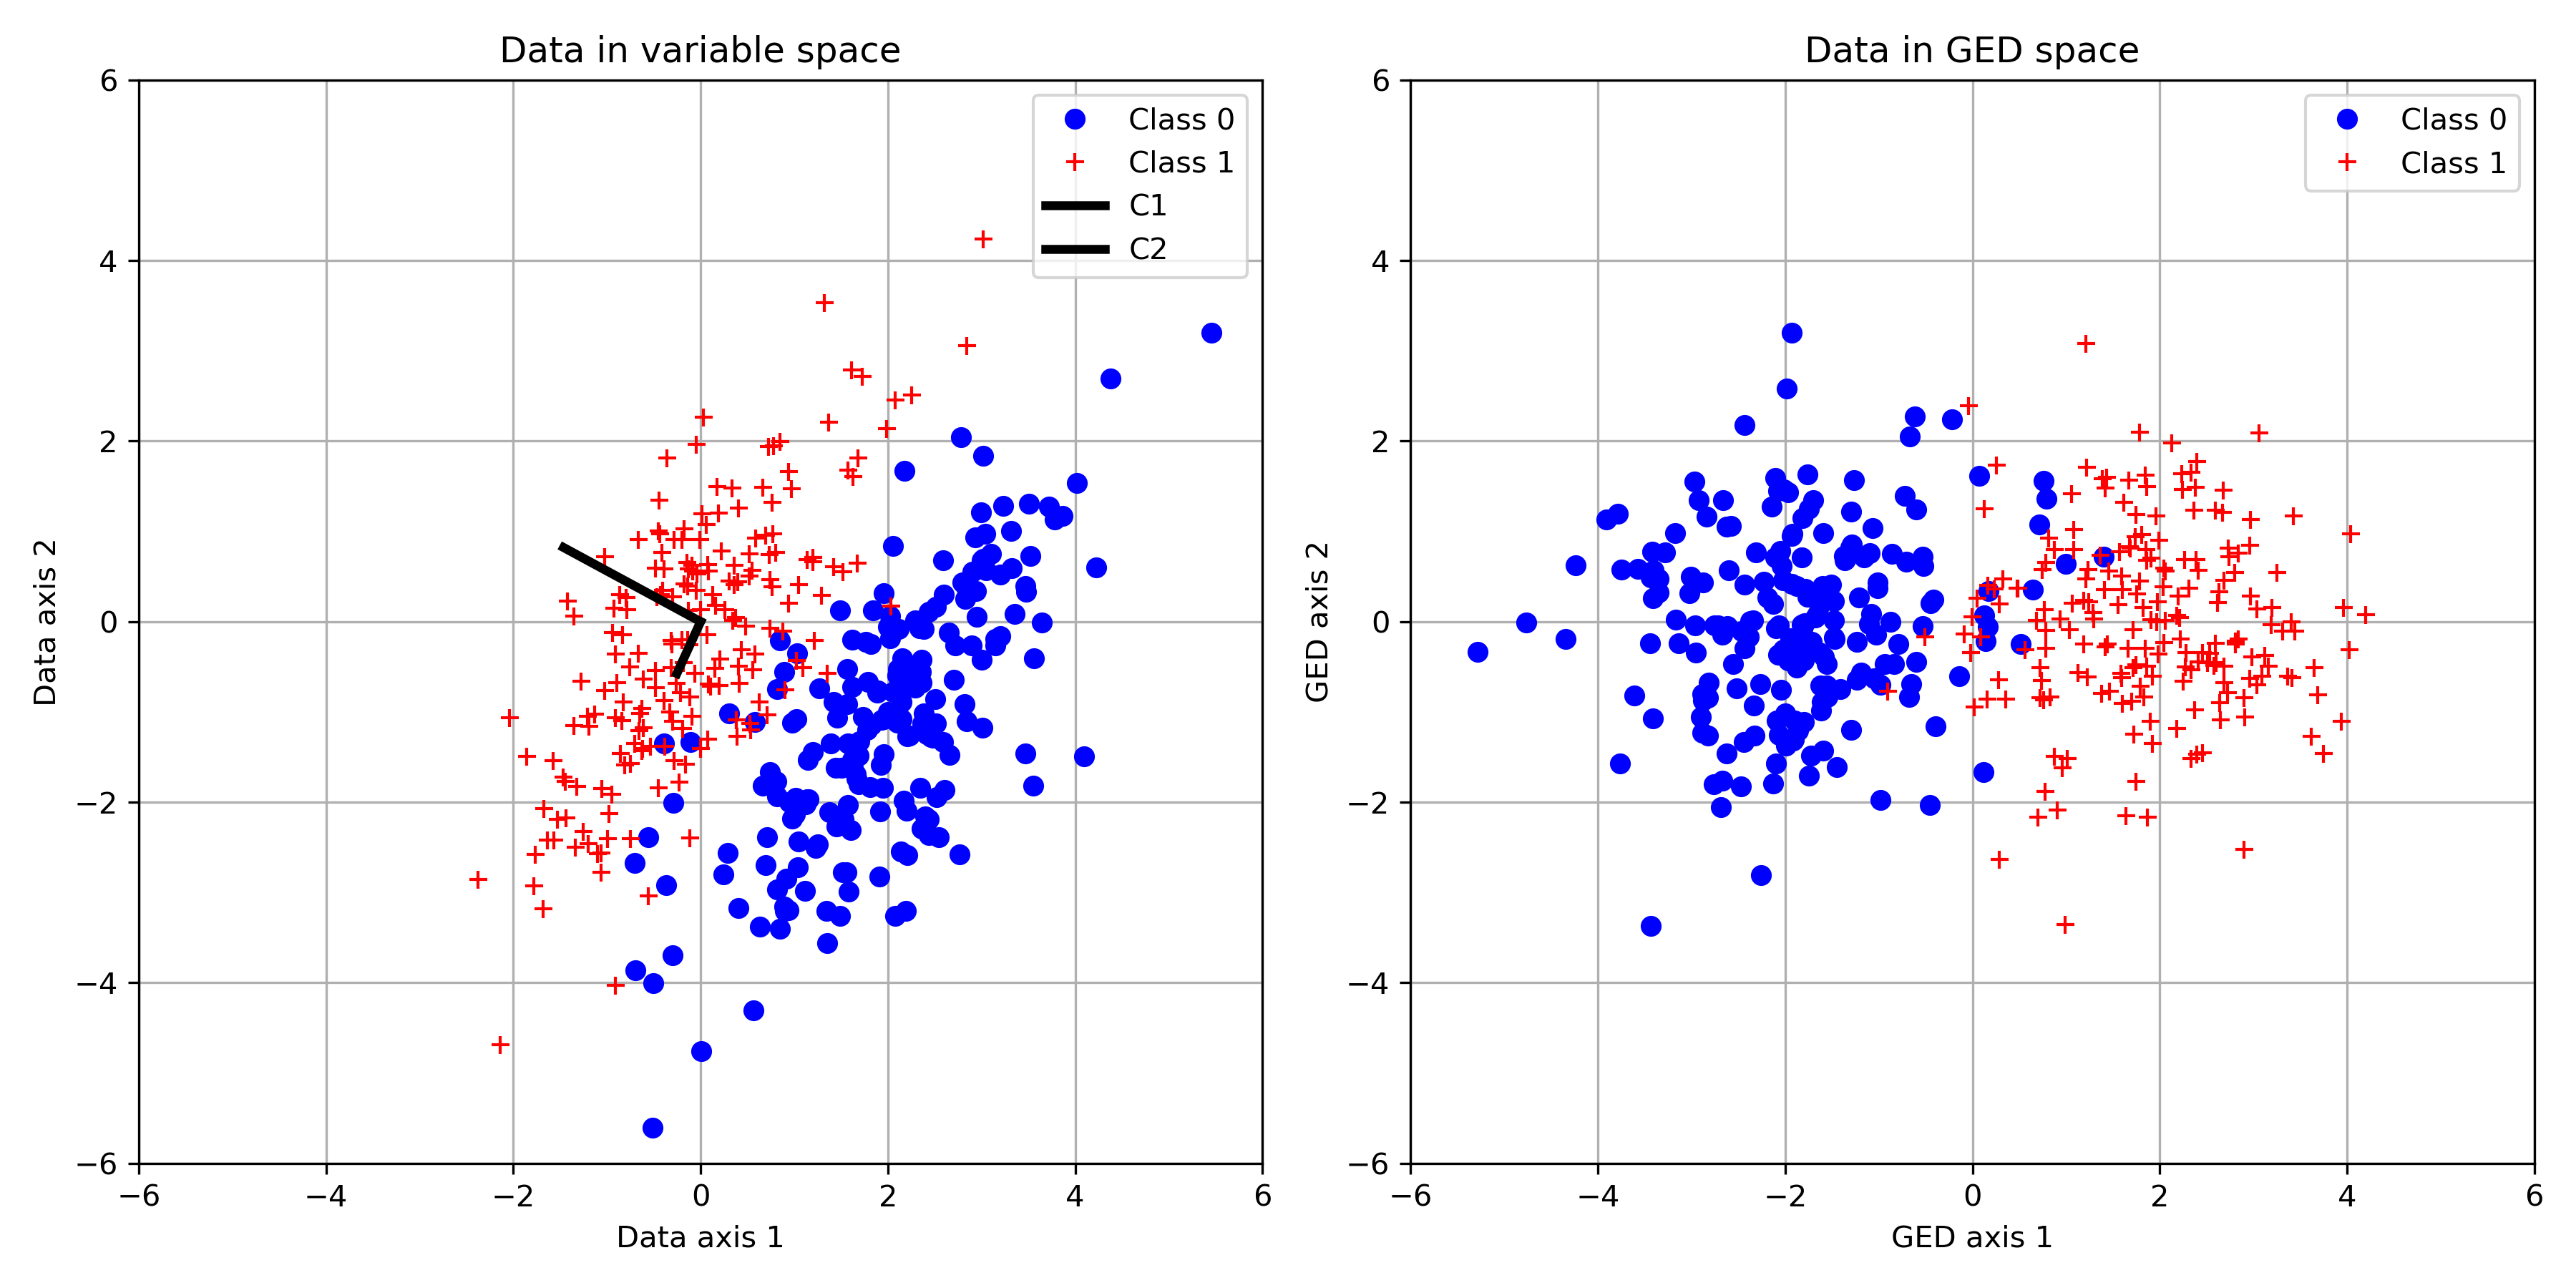 Data in variable space
6
4
2
0
−2
−4
−6
−6
−4
−2
0
2
4
6
Data axis 2
Data axis 1
Class 0
Class 1
C1
C2
Data in GED space
6
4
2
0
−2
−4
−6
−6
−4
−2
0
2
4
6
GED axis 2
GED axis 1
Class 0
Class 1